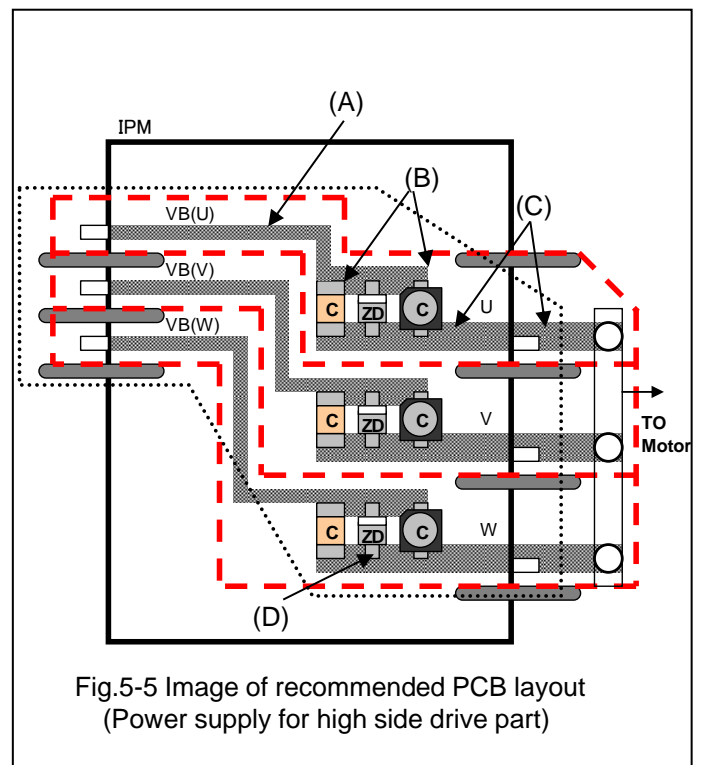 (A)
IPM
(B)
VB(U)
(C)
VB(V)
U
C ZD C
VB(W)
TO
Motor
V
C ZD C
W
C ZD C
(D)
Fig.5-5 Image of recommended PCB layout
(Power supply for high side drive part)